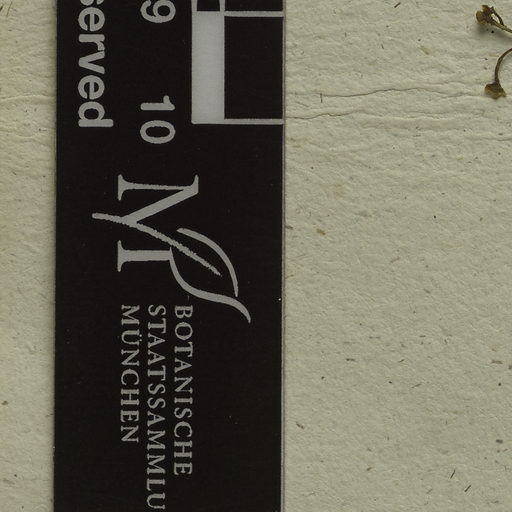 served
9 10
M
BOTANISCHE
STAATSSAMMLU
MÜNCHEN